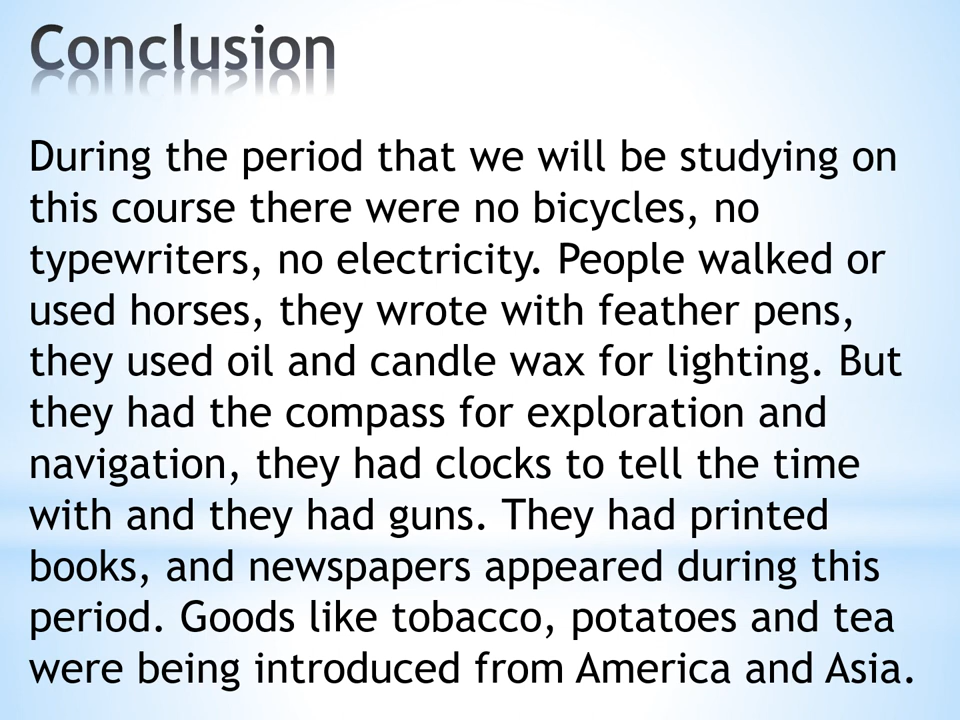 Conclusion
During the period that we will be studying on
this course there were no bicycles, no
typewriters, no electricity. People walked or
used horses, they wrote with feather pens,
they used oil and candle wax for lighting. But
they had the compass for exploration and
navigation, they had clocks to tell the time
with and they had guns. They had printed
books, and newspapers appeared during this
period. Goods like tobacco, potatoes and tea
were being introduced from America and Asia.